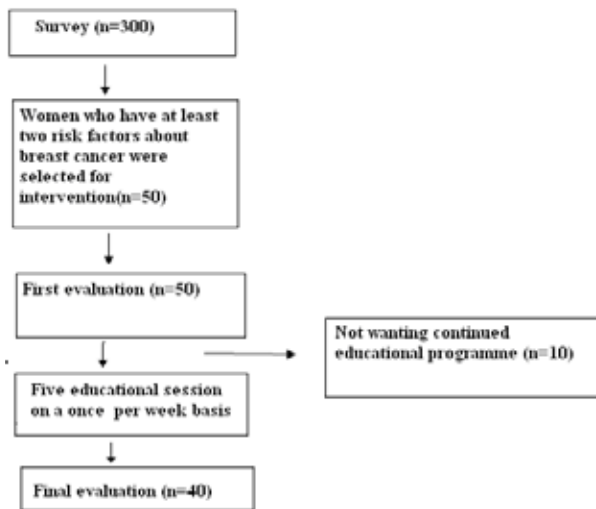 Survey (n=300)
Women who have at least
two risk factors about
breast cancer were
selected for
intervention(n=50)
First evaluation (n=50)
Not wanting continued
educational programme (n=10)
Five educational session
on a once per week basis
Final evaluation (n=40)